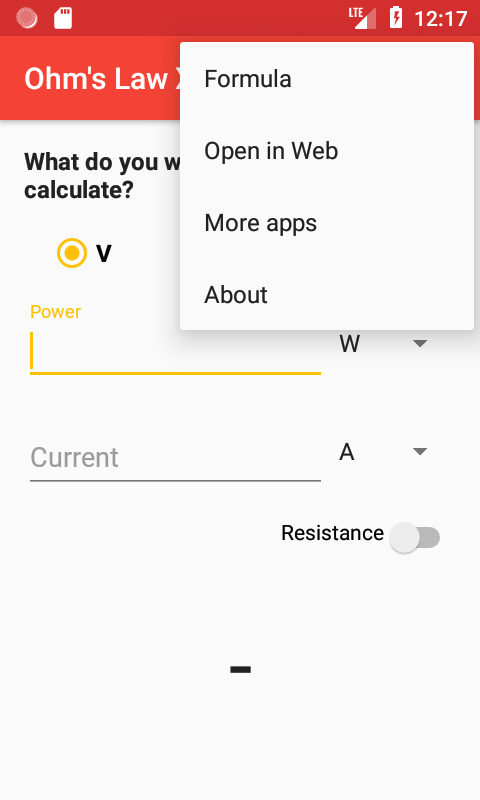 LTE 12:17
Ohm's Law
Formula
Open in Web
More apps
About
What do you
calculate?
V
Power
W
Current
A
Resistance
-